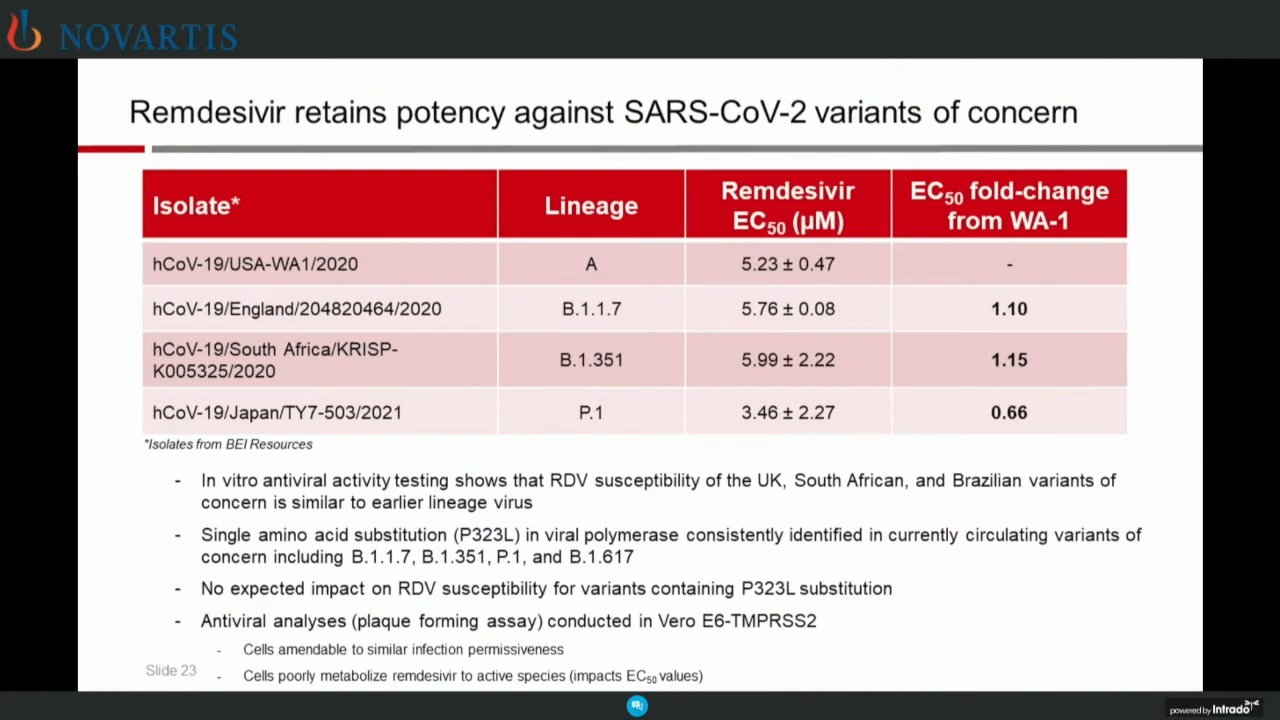 NOVARTIS
Remdesivir retains potency against SARS-CoV-2 variants of concern
Isolate* Lineage Remdesivir EC50 (µM) EC50 fold-change from WA-1
hCoV-19/USA-WA1/2020 A 5.23 ± 0.47 -
hCoV-19/England/204820464/2020 B.1.1.7 5.76 ± 0.08 1.10
hCoV-19/South Africa/KRISP-
K005325/2020 B.1.351 5.99 ± 2.22 1.15
hCoV-19/Japan/TY7-503/2021 P.1 3.46 ± 2.27 0.66
*Isolates from BEI Resources
- In vitro antiviral activity testing shows that RDV susceptibility of the UK, South African, and Brazilian variants of
concern is similar to earlier lineage virus
- Single amino acid substitution (P323L) in viral polymerase consistently identified in currently circulating variants of
concern including B.1.1.7, B.1.351, P.1, and B.1.617
- No expected impact on RDV susceptibility for variants containing P323L substitution
- Antiviral analyses (plaque forming assay) conducted in Vero E6-TMPRSS2
- Cells amendable to similar infection permissiveness
- Cells poorly metabolize remdesivir to active species (impacts EC50 values)
Slide 23
powered by Intrado